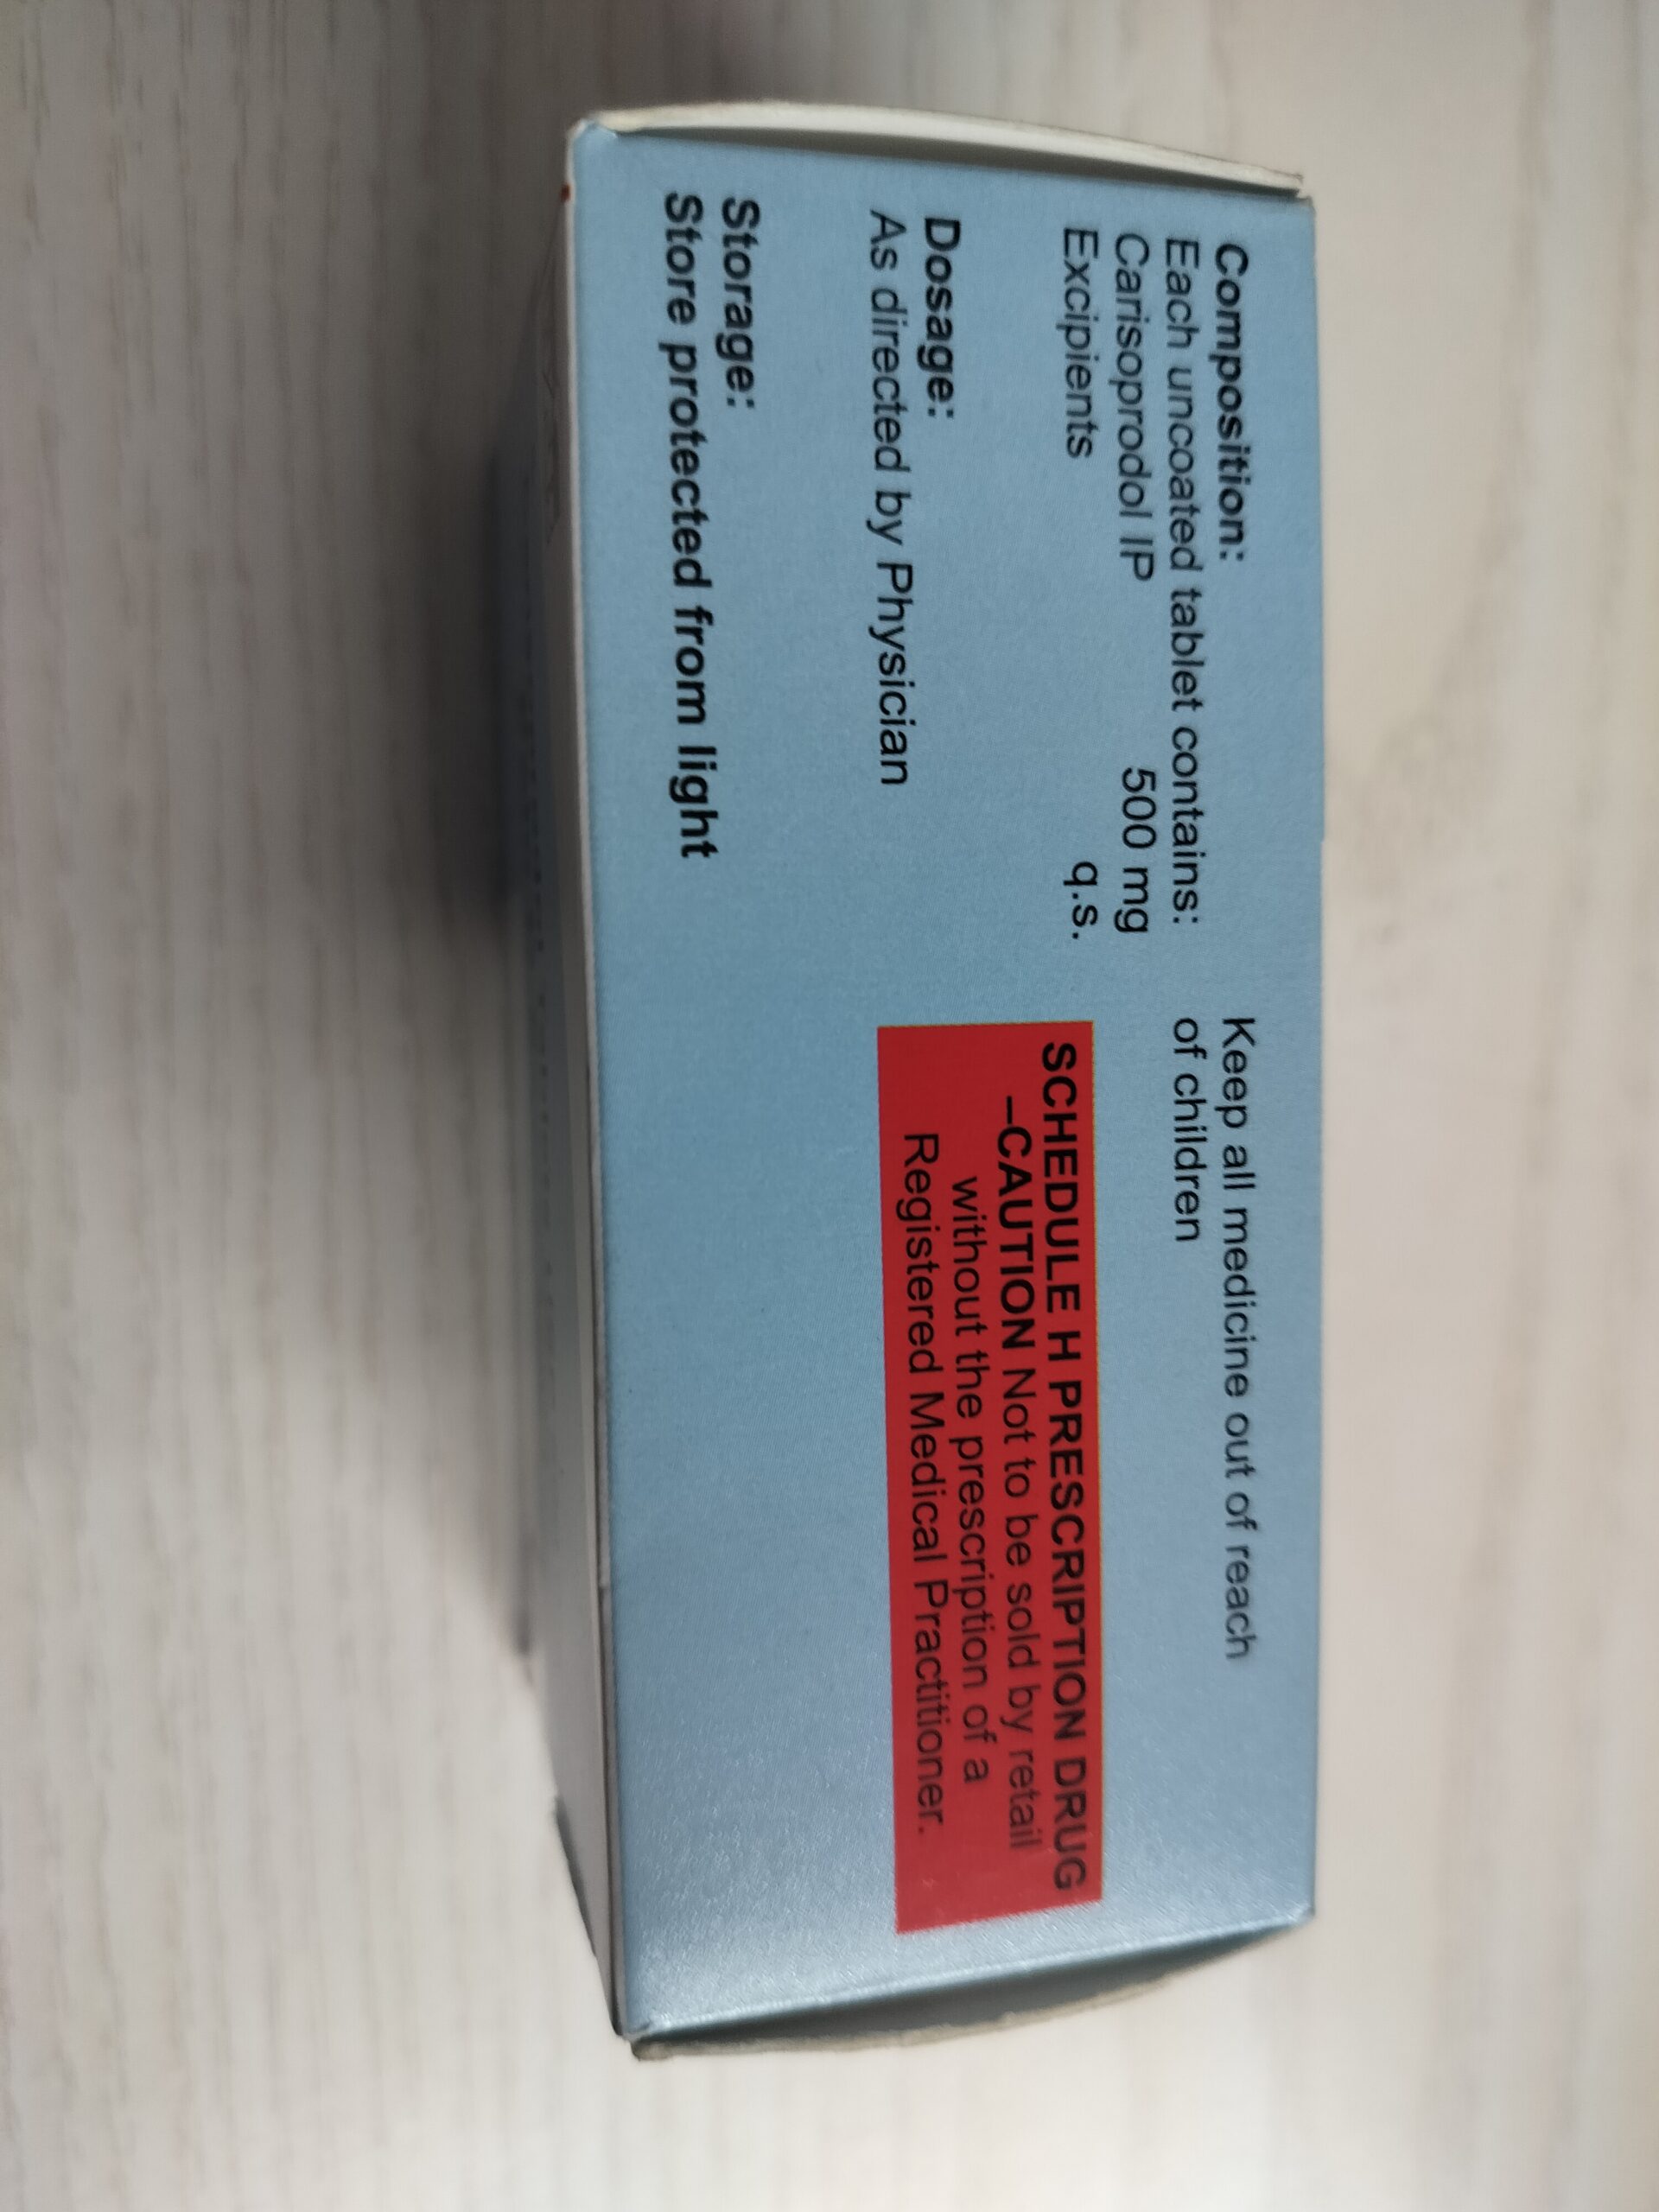 Composition:
Each uncoated tablet contains:
Carisoprodol IP 500 mg
Excipients q.s.
Dosage:
As directed by Physician
Storage:
Store protected from light
Keep all medicine out of reach
of children
SCHEDULE H PRESCRIPTION DRUG
–CAUTION Not to be sold by retail
without the prescription of a
Registered Medical Practitioner.